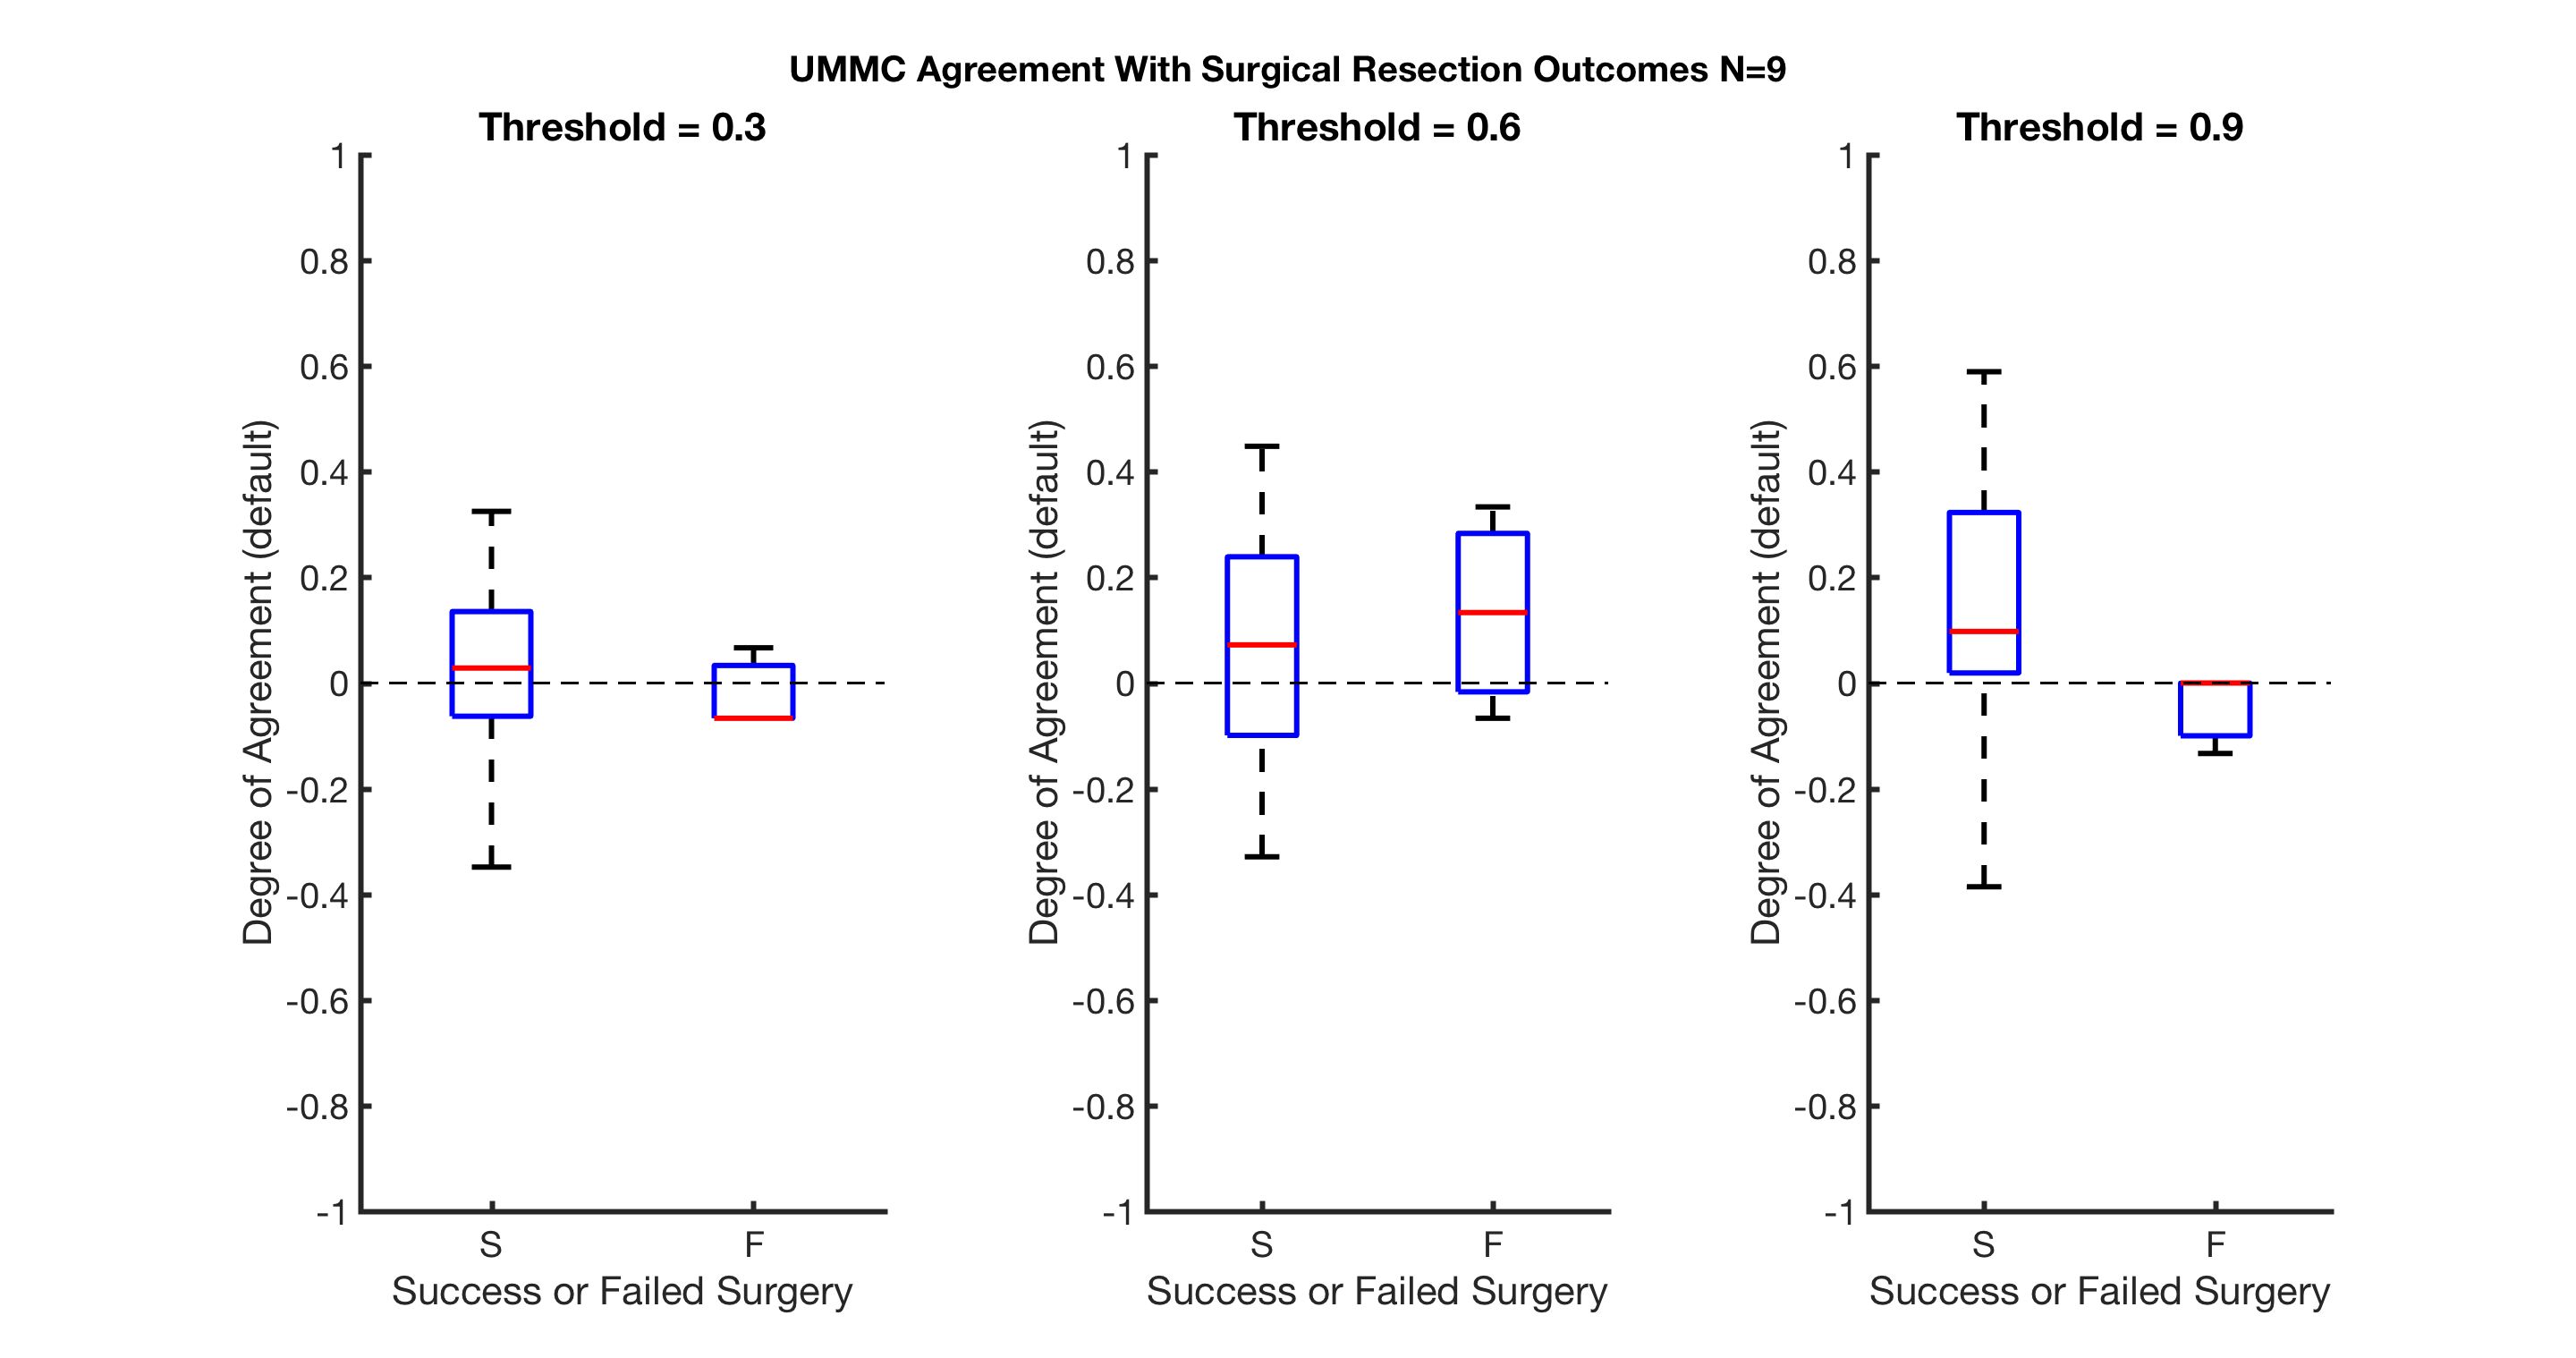 UMMC Agreement With Surgical Resection Outcomes N=9
Threshold = 0.3
1
0.8
0.6
0.4
0.2
0
-0.2
-0.4
-0.6
-0.8
-1
Degree of Agreement (default)
S
F
Success or Failed Surgery
Threshold = 0.6
1
0.8
0.6
0.4
0.2
0
-0.2
-0.4
-0.6
-0.8
-1
Degree of Agreement (default)
S
F
Success or Failed Surgery
Threshold = 0.9
1
0.8
0.6
0.4
0.2
0
-0.2
-0.4
-0.6
-0.8
-1
Degree of Agreement (default)
S
F
Success or Failed Surgery